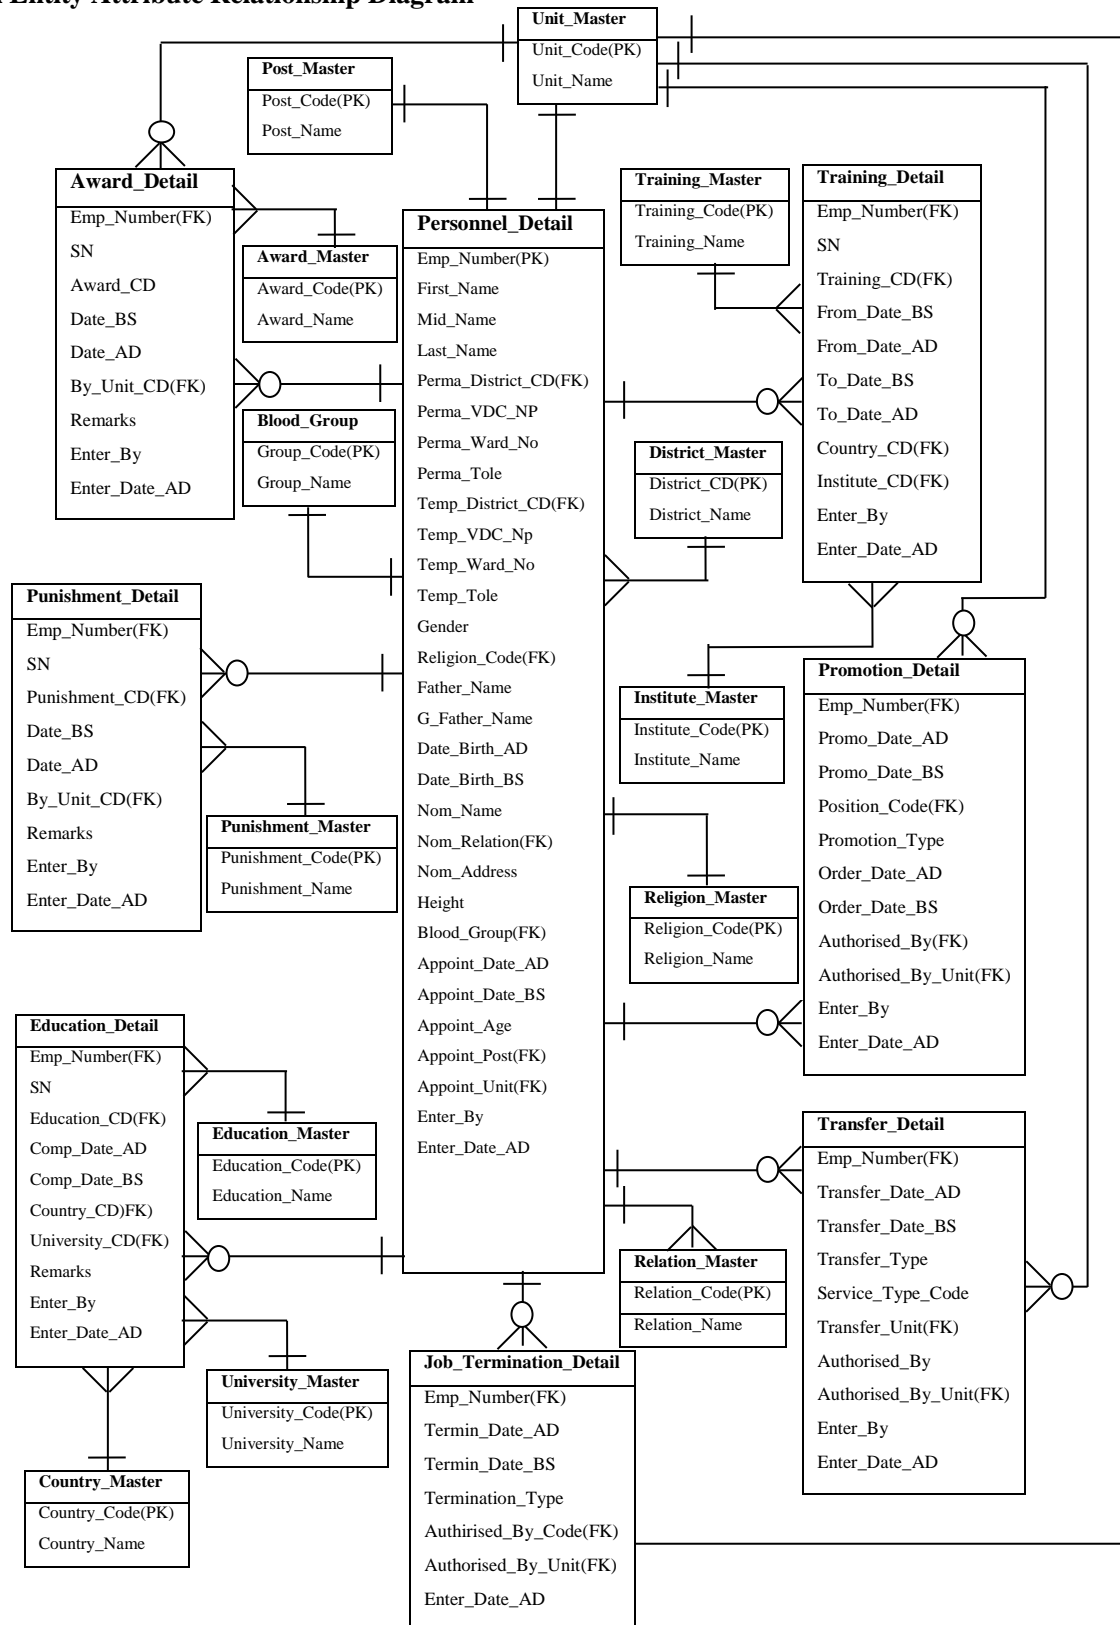 Entity Attribute Relationship Diagram
Unit_Master
Unit_Code(PK)
Unit_Name
Post_Master
Post_Code(PK)
Post_Name
Award_Detail
Emp_Number(FK)
SN
Award_CD
Date_BS
Date_AD
By_Unit_CD(FK)
Remarks
Enter_By
Enter_Date_AD
Award_Master
Award_Code(PK)
Award_Name
Blood_Group
Group_Code(PK)
Group_Name
Personnel_Detail
Emp_Number(PK)
First_Name
Mid_Name
Last_Name
Perma_District_CD(FK)
Perma_VDC_NP
Perma_Ward_No
Perma_Tole
Temp_District_CD(FK)
Temp_VDC_Np
Temp_Ward_No
Temp_Tole
Gender
Religion_Code(FK)
Father_Name
G_Father_Name
Date_Birth_AD
Date_Birth_BS
Nom_Name
Nom_Relation(FK)
Nom_Address
Height
Blood_Group(FK)
Appoint_Date_AD
Appoint_Date_BS
Appoint_Age
Appoint_Post(FK)
Appoint_Unit(FK)
Enter_By
Enter_Date_AD
Training_Master
Training_Code(PK)
Training_Name
Training_Detail
Emp_Number(FK)
SN
Training_CD(FK)
From_Date_BS
From_Date_AD
To_Date_BS
To_Date_AD
Country_CD(FK)
Institute_CD(FK)
Enter_By
Enter_Date_AD
District_Master
District_CD(PK)
District_Name
Punishment_Detail
Emp_Number(FK)
SN
Punishment_CD(FK)
Date_BS
Date_AD
By_Unit_CD(FK)
Remarks
Enter_By
Enter_Date_AD
Punishment_Master
Punishment_Code(PK)
Punishment_Name
Institute_Master
Institute_Code(PK)
Institute_Name
Promotion_Detail
Emp_Number(FK)
Promo_Date_AD
Promo_Date_BS
Position_Code(FK)
Promotion_Type
Order_Date_AD
Order_Date_BS
Authorised_By(FK)
Authorised_By_Unit(FK)
Enter_By
Enter_Date_AD
Religion_Master
Religion_Code(PK)
Religion_Name
Education_Detail
Emp_Number(FK)
SN
Education_CD(FK)
Comp_Date_AD
Comp_Date_BS
Country_CD)FK)
University_CD(FK)
Remarks
Enter_By
Enter_Date_AD
Education_Master
Education_Code(PK)
Education_Name
Transfer_Detail
Emp_Number(FK)
Transfer_Date_AD
Transfer_Date_BS
Transfer_Type
Service_Type_Code
Transfer_Unit(FK)
Authorised_By
Authorised_By_Unit(FK)
Enter_By
Enter_Date_AD
Relation_Master
Relation_Code(PK)
Relation_Name
University_Master
University_Code(PK)
University_Name
Job_Termination_Detail
Emp_Number(FK)
Termin_Date_AD
Termin_Date_BS
Termination_Type
Authirised_By_Code(FK)
Authorised_By_Unit(FK)
Enter_Date_AD
Country_Master
Country_Code(PK)
Country_Name